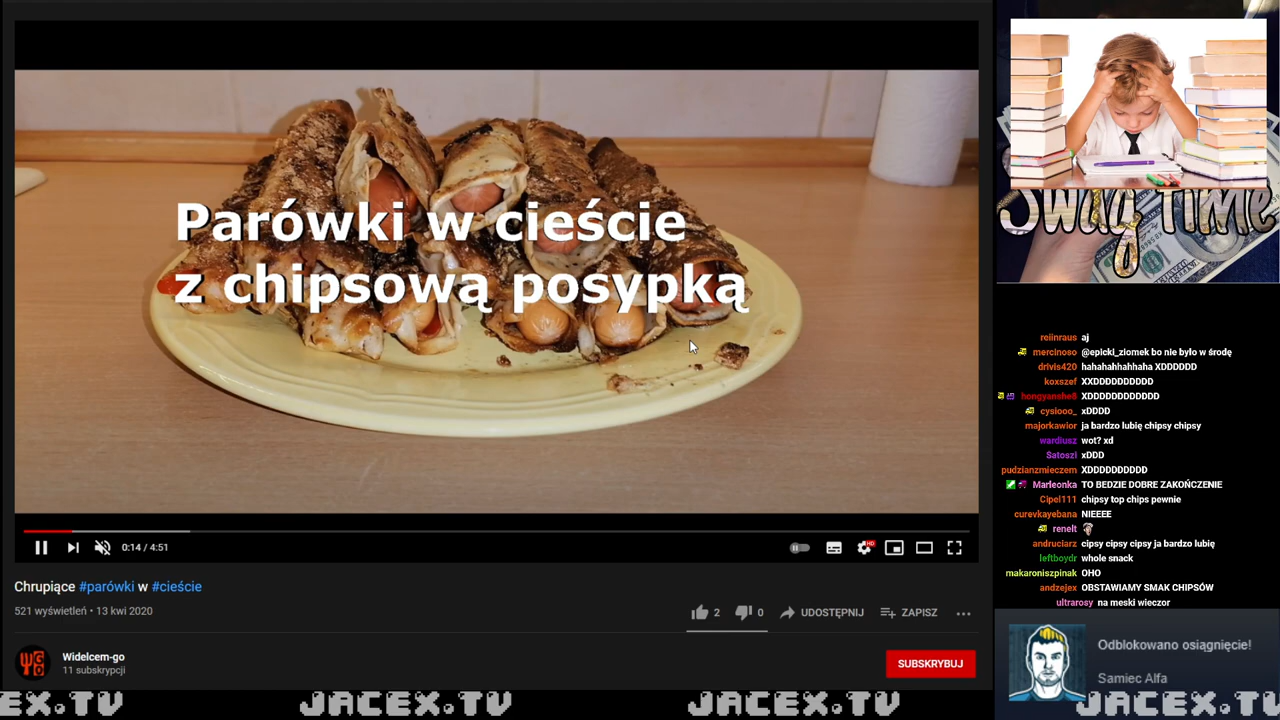 Parówki w cieście
z chipsową posypką
0:14 / 4:51
HD
Chrupiące #parówki w #cieście
521 wyświetleń • 13 kwi 2020
2
0
UDOSTĘPNIJ
ZAPISZ
Widelcem-go
11 subskrypcji
SUBSKRYBUJ
Swag Time
reiinraus aj
mercinoso @epicki_ziomek bo nie było w środę
drivis420 hahahahhahhaha XDDDDDD
koxszef XXDDDDDDDDDD
hongyanshe8 XDDDDDDDDDDDD
cysiooo_ xDDDD
majorkawior ja bardzo lubię chipsy chipsy
wardiusz wot? xd
Satoszi xDDD
pudzianzmieczem XDDDDDDDDDD
Marleonka TO BEDZIE DOBRE ZAKOŃCZENIE
Cipel111 chipsy top chips pewnie
curevkayebana NIEEEE
renelt
andruciarz cipsy cipsy cipsy ja bardzo lubię
leftboydr whole snack
makaroniszpinak OHO
andzejex OBSTAWIAMY SMAK CHIPSÓW
ultrarosy na meski wieczor
Odblokowano osiągnięcie!
Samiec Alfa
EX.TV JACEX.TV JACEX.TV JACEX.TV